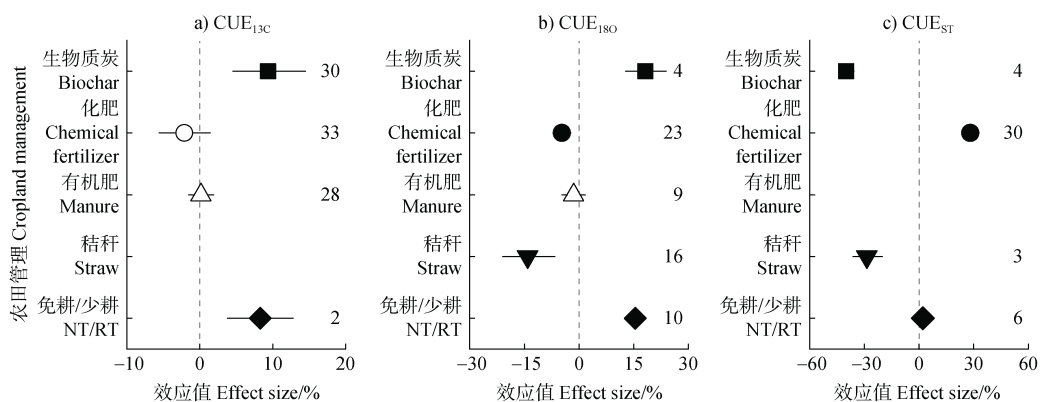 a) CUE13C
b) CUE18O
c) CUEST
农田管理 Cropland management
生物质炭
Biochar
化肥
Chemical
fertilizer
有机肥
Manure
秸秆
Straw
免耕/少耕
NT/RT
30
33
28
2
−10
0
10
20
效应值 Effect size/%
生物质炭
Biochar
化肥
Chemical
fertilizer
有机肥
Manure
秸秆
Straw
免耕/少耕
NT/RT
4
23
9
16
10
−30
−15
0
15
30
效应值 Effect size/%
生物质炭
Biochar
化肥
Chemical
fertilizer
有机肥
Manure
秸秆
Straw
免耕/少耕
NT/RT
4
30
3
6
−60
−30
0
30
60
效应值 Effect size/%